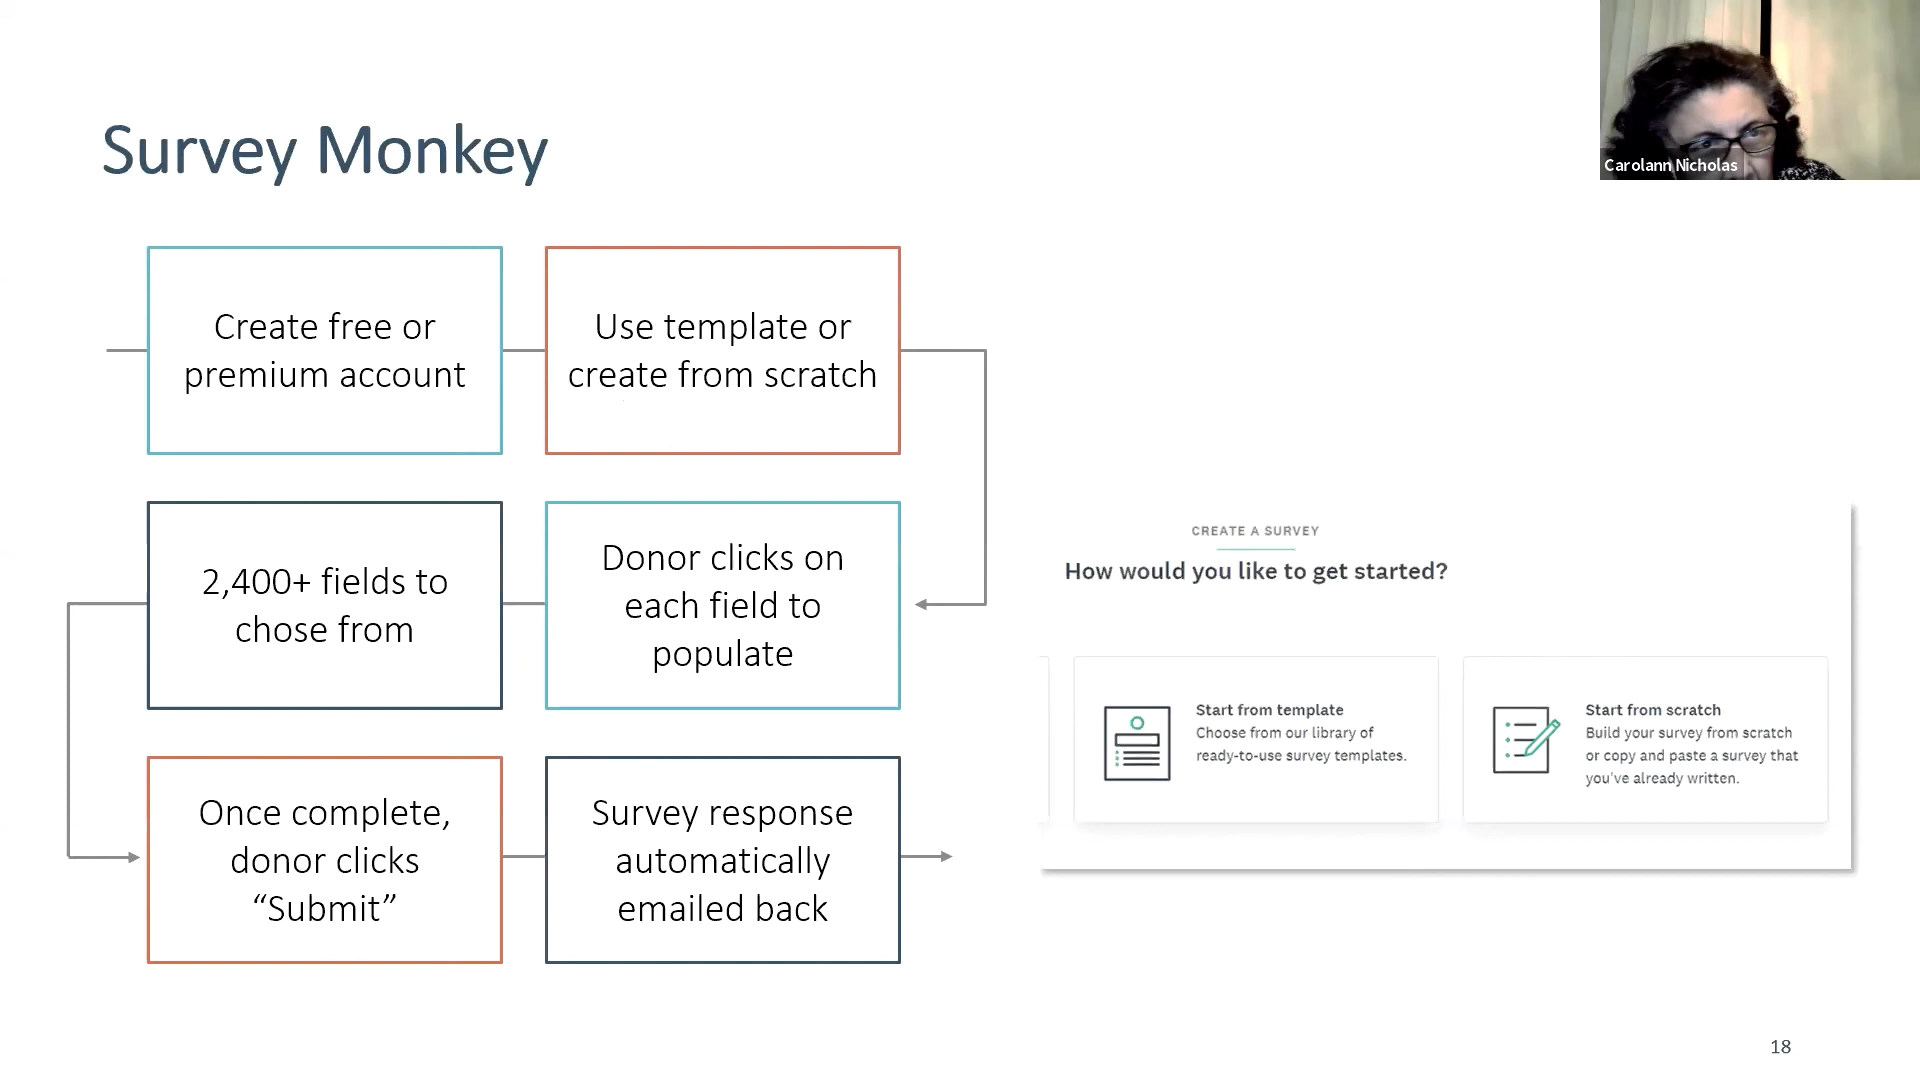 Survey Monkey
Carolann Nicholas
Create free or
premium account
Use template or
create from scratch
2,400+ fields to
chose from
Donor clicks on
each field to
populate
Once complete,
donor clicks
“Submit”
Survey response
automatically
emailed back
CREATE A SURVEY
How would you like to get started?
Start from template
Choose from our library of
ready-to-use survey templates.
Start from scratch
Build your survey from scratch
or copy and paste a survey that
you've already written.
18